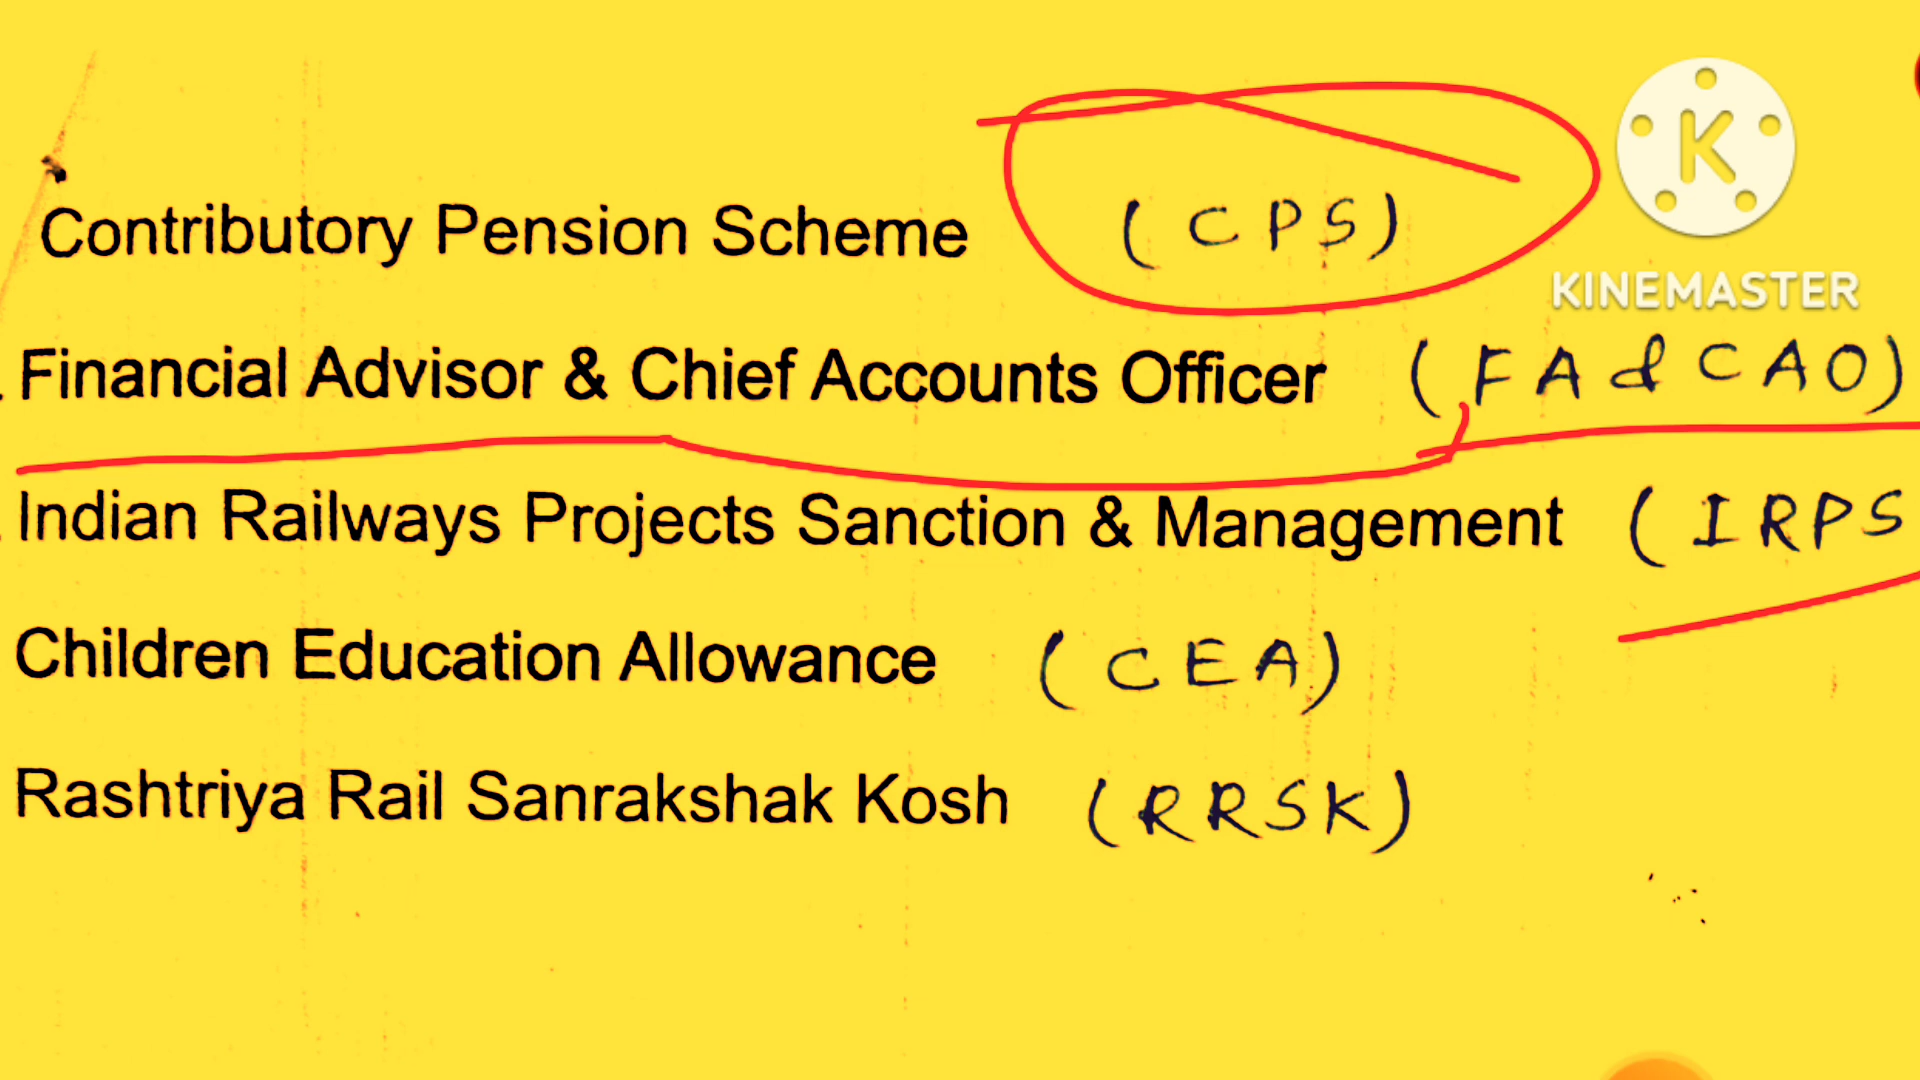 Contributory Pension Scheme (CPS)
KINEMASTER
Financial Advisor & Chief Accounts Officer (FA & CAO)
Indian Railways Projects Sanction & Management (IRPS
Children Education Allowance (CEA)
Rashtriya Rail Sanrakshak Kosh (RRSK)